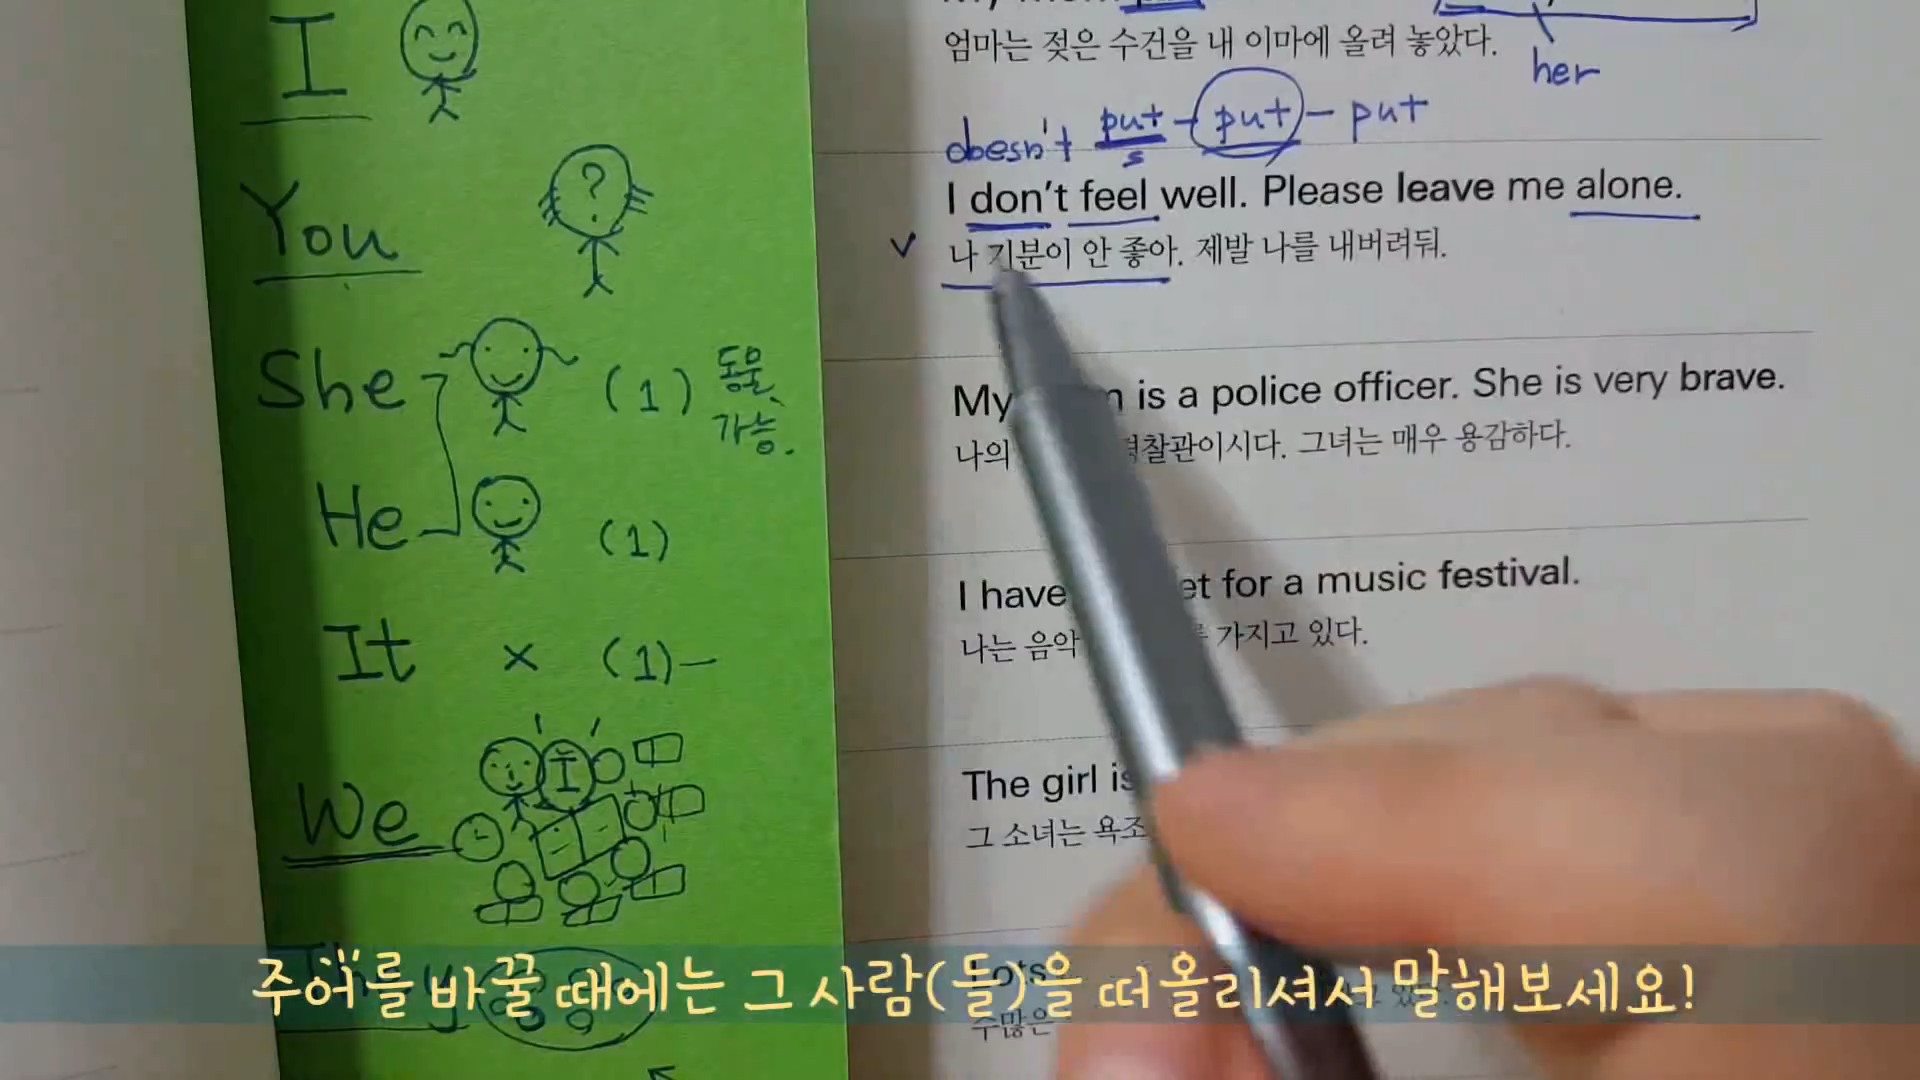 I
You
She (1) 동물 가능.
He (1)
It × (1)
We
They
엄마는 젖은 수건을 내 이마에 올려 놓았다.
her
doesn't put - put - put
s
I don't feel well. Please leave me alone.
나 기분이 안 좋아. 제발 나를 내버려둬.
My is a police officer. She is very brave.
나의 경찰관이시다. 그녀는 매우 용감하다.
I have for a music festival.
나는 음악 가지고 있다.
The girl is
그 소녀는 욕조
Lots
수많은
주어를 바꿀 때에는 그 사람(들)을 떠올리셔서 말해보세요!